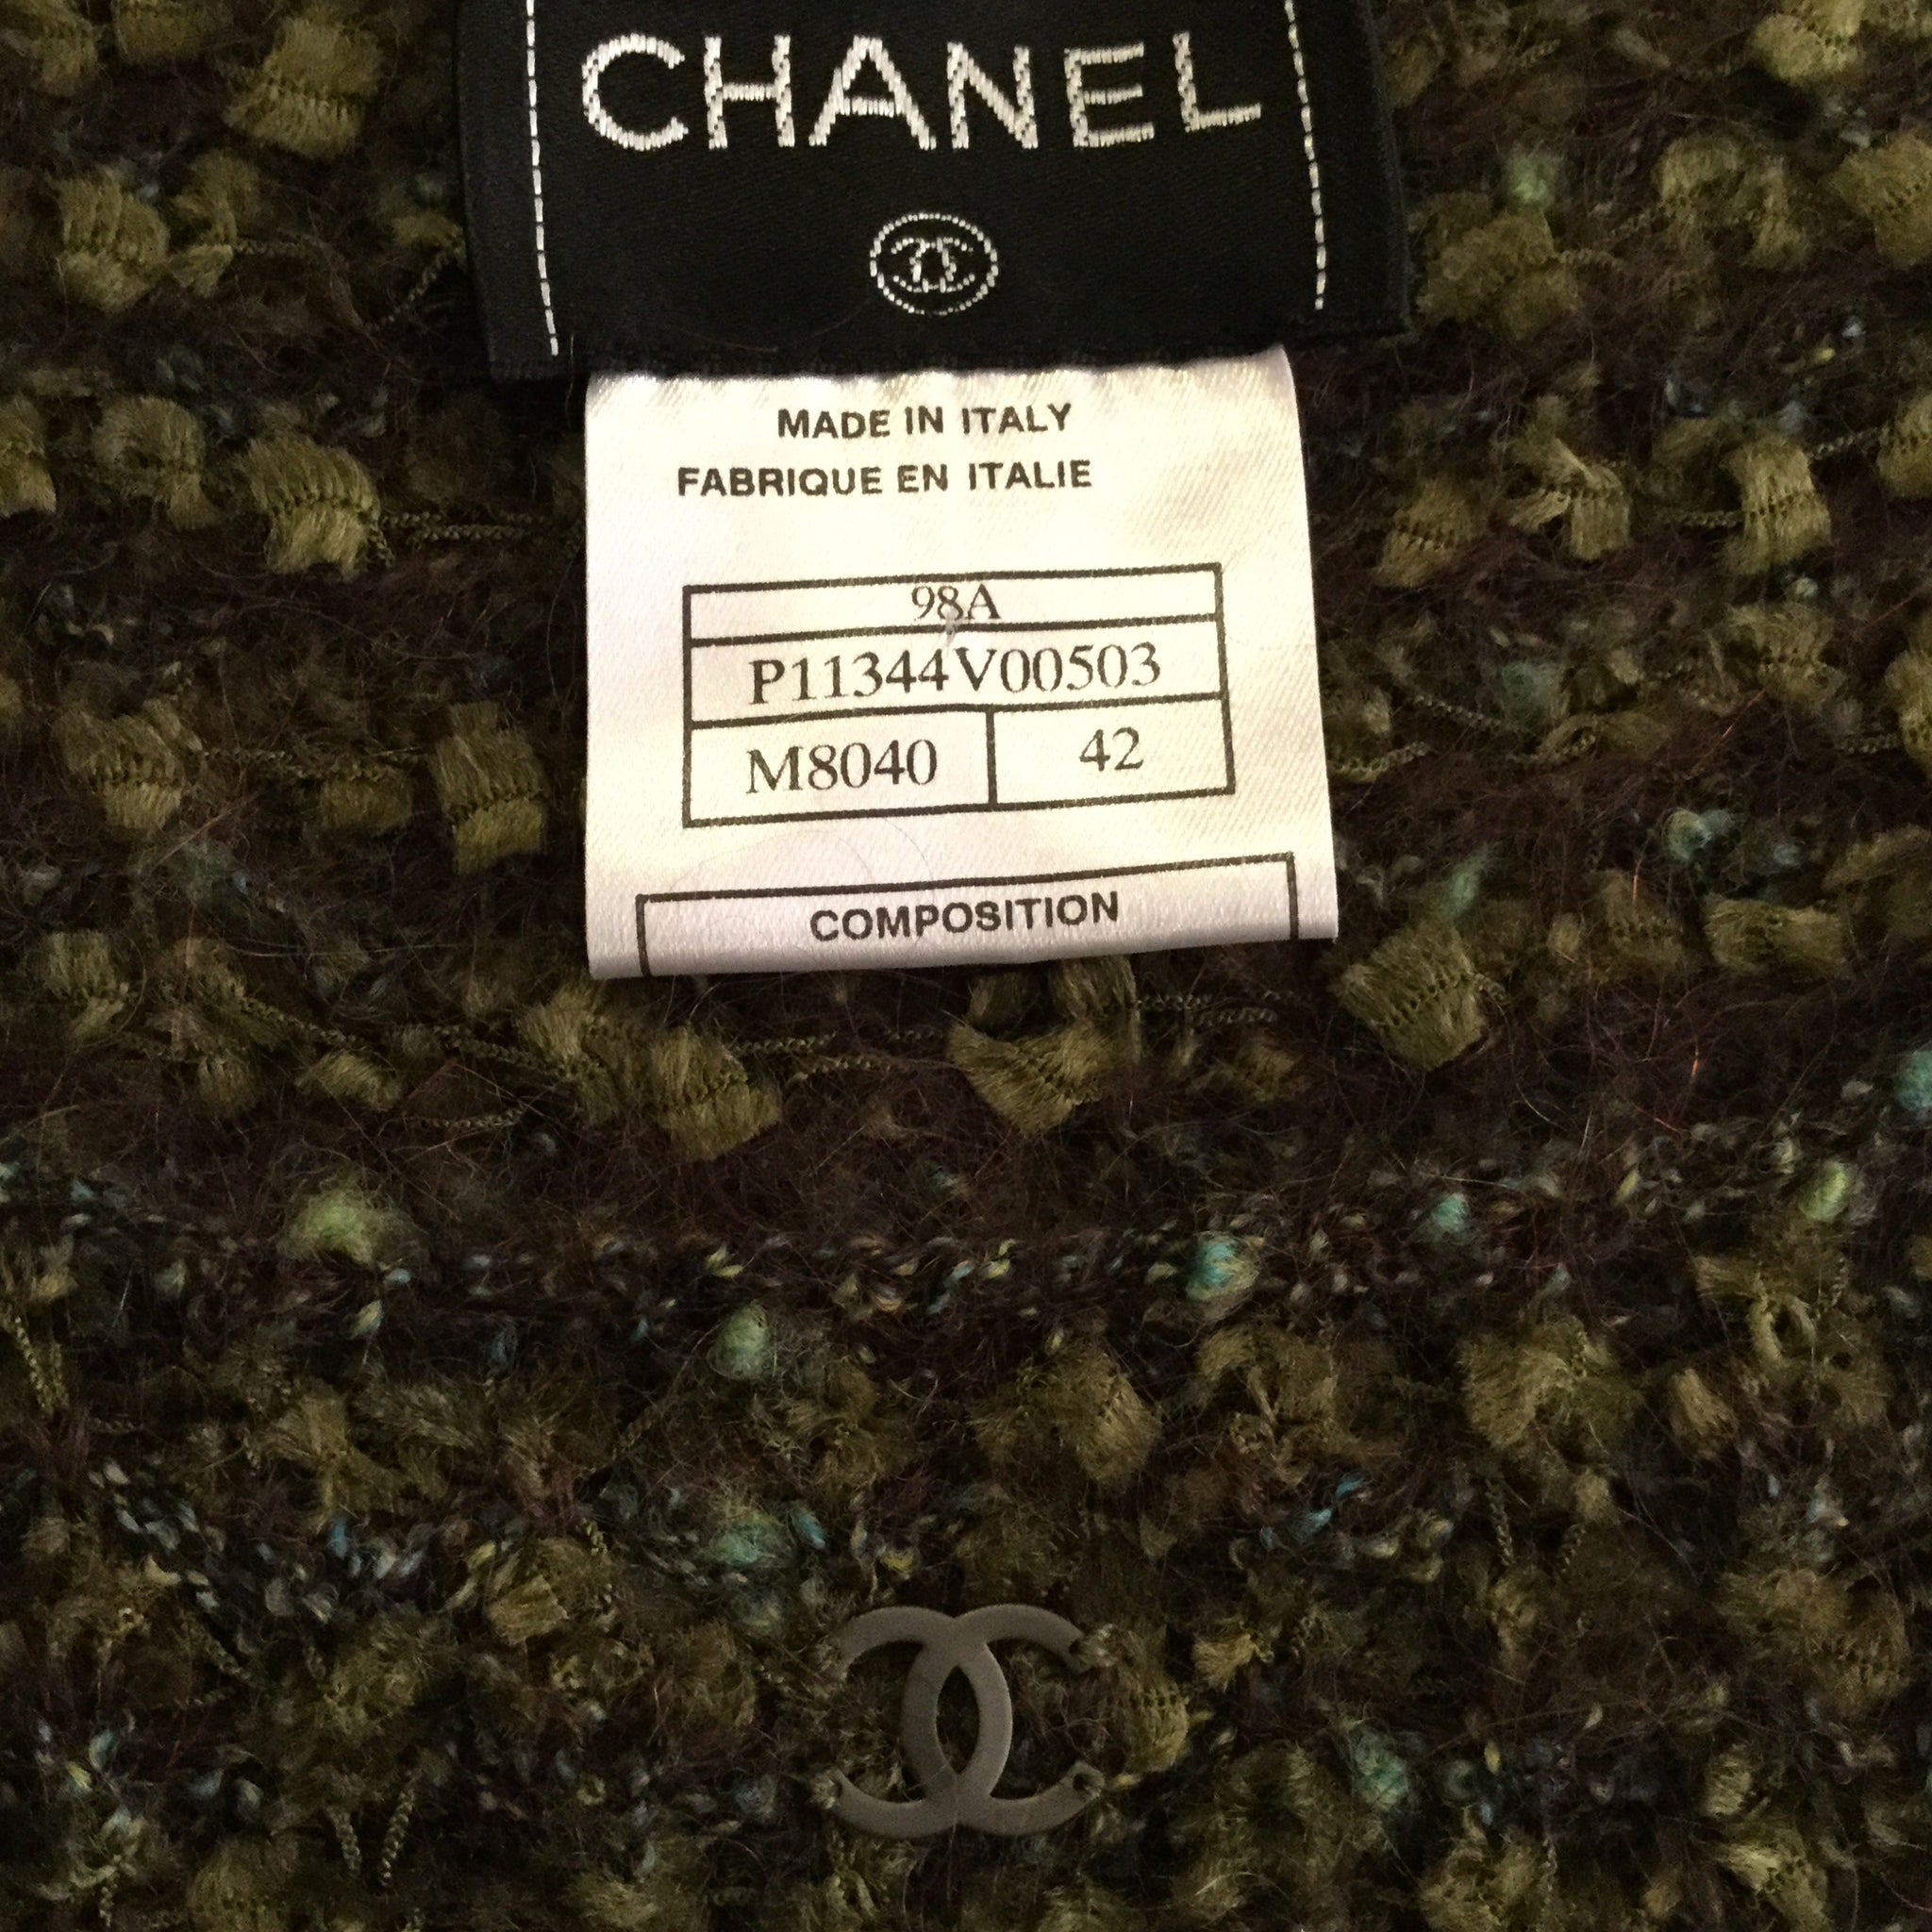 CHANEL
MADE IN ITALY
FABRIQUE EN ITALIE
98A
P11344V00503
M8040 42
COMPOSITION